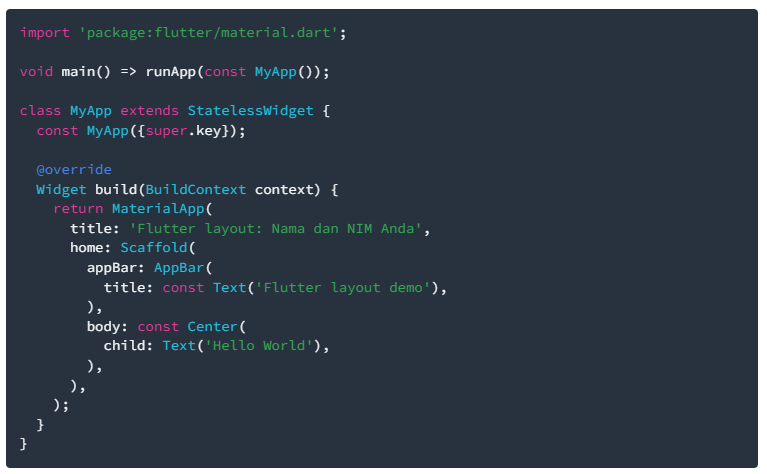 import 'package:flutter/material.dart';

void main() => runApp(const MyApp());

class MyApp extends StatelessWidget {
  const MyApp({super.key});

  @override
  Widget build(BuildContext context) {
    return MaterialApp(
      title: 'Flutter layout: Nama dan NIM Anda',
      home: Scaffold(
        appBar: AppBar(
          title: const Text('Flutter layout demo'),
        ),
        body: const Center(
          child: Text('Hello World'),
        ),
      ),
    );
  }
}